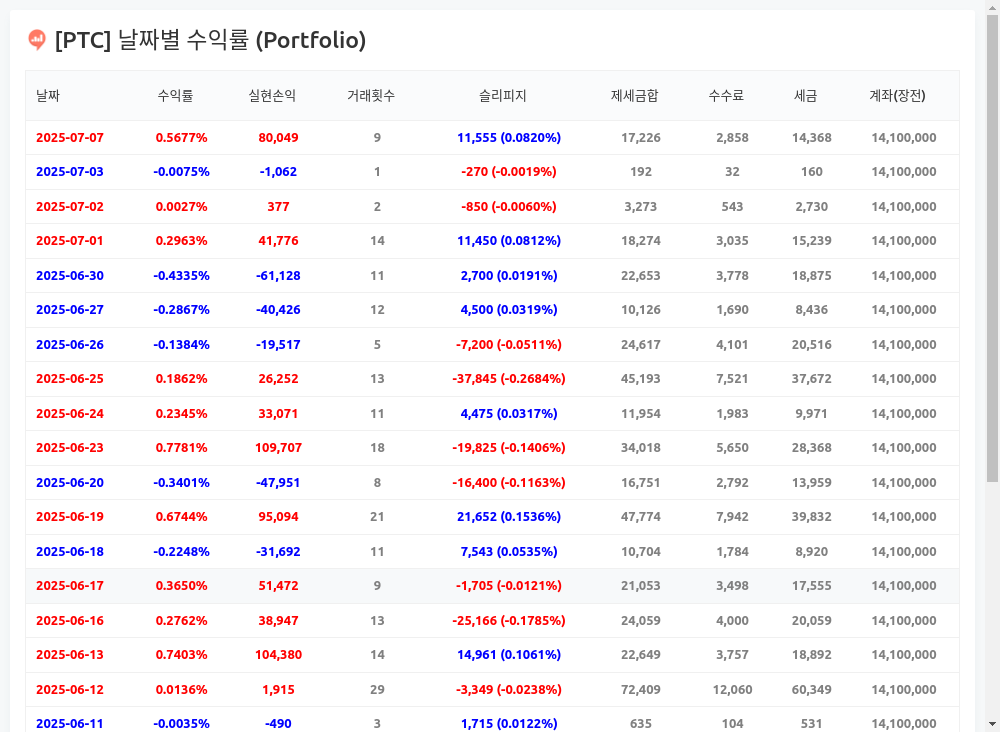 [PTC] 날짜별 수익률 (Portfolio)
날짜 수익률 실현손익 거래횟수 슬리피지 제세금합 수수료 세금 계좌(장전)
2025-07-07 0.5677% 80,049 9 11,555 (0.0820%) 17,226 2,858 14,368 14,100,000
2025-07-03 -0.0075% -1,062 1 -270 (-0.0019%) 192 32 160 14,100,000
2025-07-02 0.0027% 377 2 -850 (-0.0060%) 3,273 543 2,730 14,100,000
2025-07-01 0.2963% 41,776 14 11,450 (0.0812%) 18,274 3,035 15,239 14,100,000
2025-06-30 -0.4335% -61,128 11 2,700 (0.0191%) 22,653 3,778 18,875 14,100,000
2025-06-27 -0.2867% -40,426 12 4,500 (0.0319%) 10,126 1,690 8,436 14,100,000
2025-06-26 -0.1384% -19,517 5 -7,200 (-0.0511%) 24,617 4,101 20,516 14,100,000
2025-06-25 0.1862% 26,252 13 -37,845 (-0.2684%) 45,193 7,521 37,672 14,100,000
2025-06-24 0.2345% 33,071 11 4,475 (0.0317%) 11,954 1,983 9,971 14,100,000
2025-06-23 0.7781% 109,707 18 -19,825 (-0.1406%) 34,018 5,650 28,368 14,100,000
2025-06-20 -0.3401% -47,951 8 -16,400 (-0.1163%) 16,751 2,792 13,959 14,100,000
2025-06-19 0.6744% 95,094 21 21,652 (0.1536%) 47,774 7,942 39,832 14,100,000
2025-06-18 -0.2248% -31,692 11 7,543 (0.0535%) 10,704 1,784 8,920 14,100,000
2025-06-17 0.3650% 51,472 9 -1,705 (-0.0121%) 21,053 3,498 17,555 14,100,000
2025-06-16 0.2762% 38,947 13 -25,166 (-0.1785%) 24,059 4,000 20,059 14,100,000
2025-06-13 0.7403% 104,380 14 14,961 (0.1061%) 22,649 3,757 18,892 14,100,000
2025-06-12 0.0136% 1,915 29 -3,349 (-0.0238%) 72,409 12,060 60,349 14,100,000
2025-06-11 -0.0035% -490 3 1,715 (0.0122%) 635 104 531 14,100,000